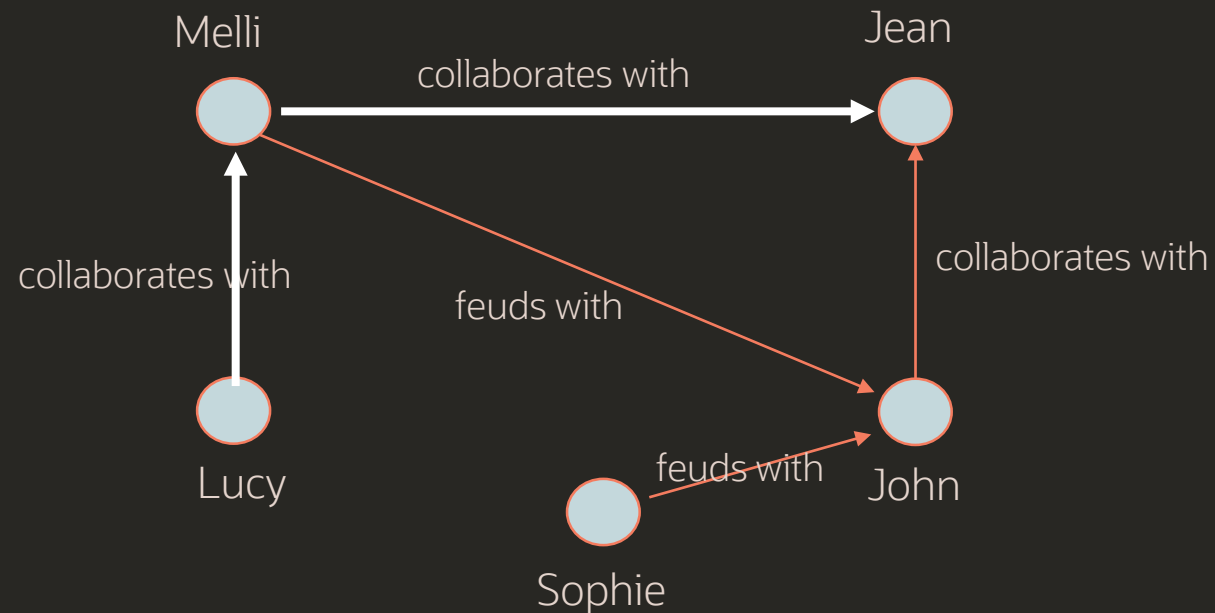 Melli
Jean
collaborates with
collaborates with
collaborates with
feuds with
Lucy
feuds with
John
Sophie